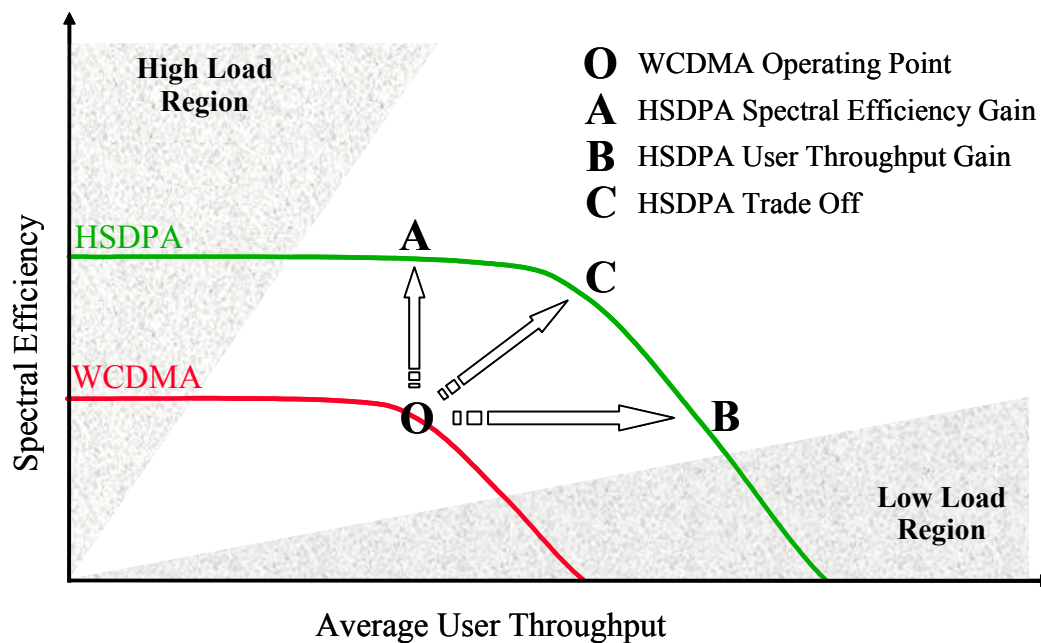 High Load
Region
O WCDMA Operating Point
A HSDPA Spectral Efficiency Gain
B HSDPA User Throughput Gain
C HSDPA Trade Off
HSDPA
A
C
WCDMA
O
B
Low Load
Region
Spectral Efficiency
Average User Throughput